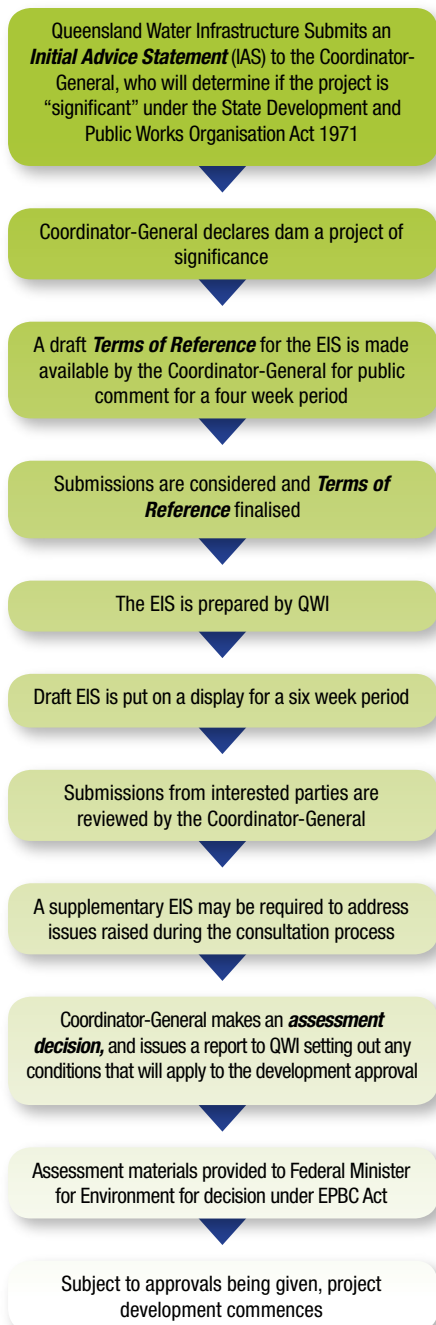 Queensland Water Infrastructure Submits an
Initial Advice Statement (IAS) to the Coordinator-
General, who will determine if the project is
“significant” under the State Development and
Public Works Organisation Act 1971
Coordinator-General declares dam a project of
significance
A draft Terms of Reference for the EIS is made
available by the Coordinator-General for public
comment for a four week period
Submissions are considered and Terms of
Reference finalised
The EIS is prepared by QWI
Draft EIS is put on a display for a six week period
Submissions from interested parties are
reviewed by the Coordinator-General
A supplementary EIS may be required to address
issues raised during the consultation process
Coordinator-General makes an assessment
decision, and issues a report to QWI setting out any
conditions that will apply to the development approval
Assessment materials provided to Federal Minister
for Environment for decision under EPBC Act
Subject to approvals being given, project
development commences